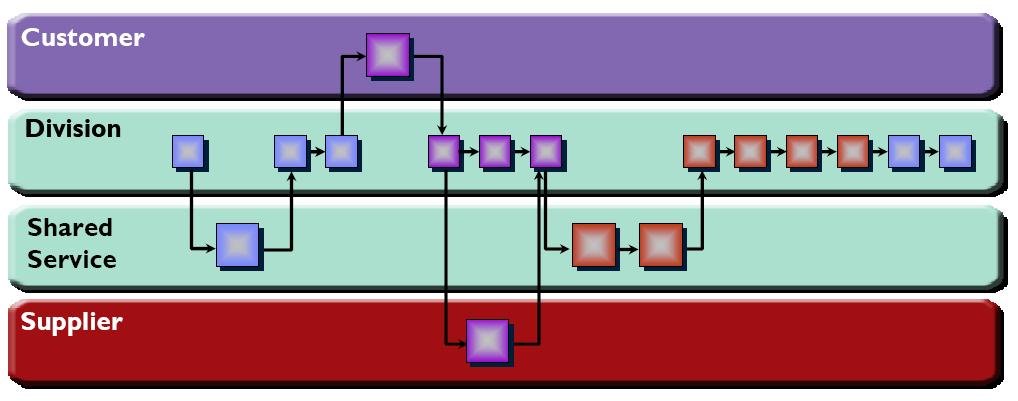 Customer
Division
Shared
Service
Supplier